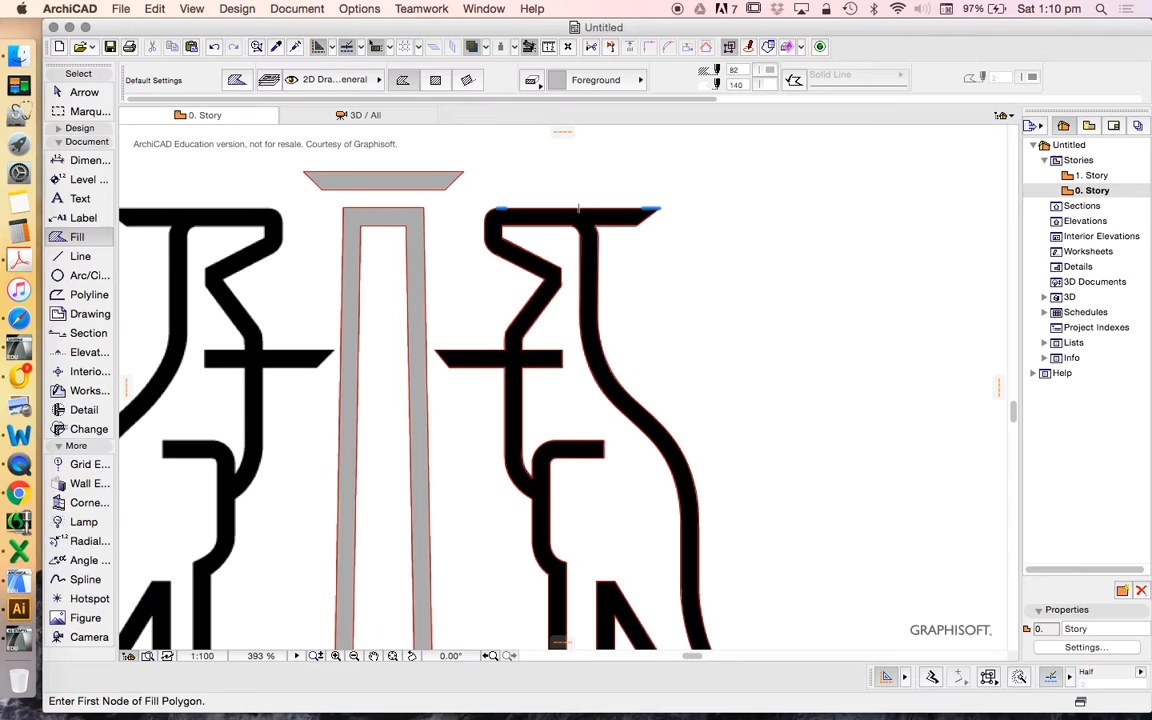 ArchiCAD File Edit View Design Document Options Teamwork Window Help 7 97% Sat 1:10 pm
Untitled
Select
Default Settings 2D Dra...eneral Foreground 82 140 Solid Line 2
Arrow
Marqu...
Design
Document
0. Story 3D / All
Dimen...
Level ...
Text
Label
Fill
Line
Arc/Ci...
Polyline
Drawing
Section
Elevat...
Interio...
Works...
Detail
Change
More
Grid E...
Wall E...
Corne...
Lamp
Radial...
Angle ...
Spline
Hotspot
Figure
Camera
ArchiCAD Education version, not for resale. Courtesy of Graphisoft.
GRAPHISOFT.
Untitled
Stories
1. Story
0. Story
Sections
Elevations
Interior Elevations
Worksheets
Details
3D Documents
3D
Schedules
Project Indexes
Lists
Info
Help
Properties
0. Story
Settings...
1:100 393 % 0.00°
Half
2
Enter First Node of Fill Polygon.